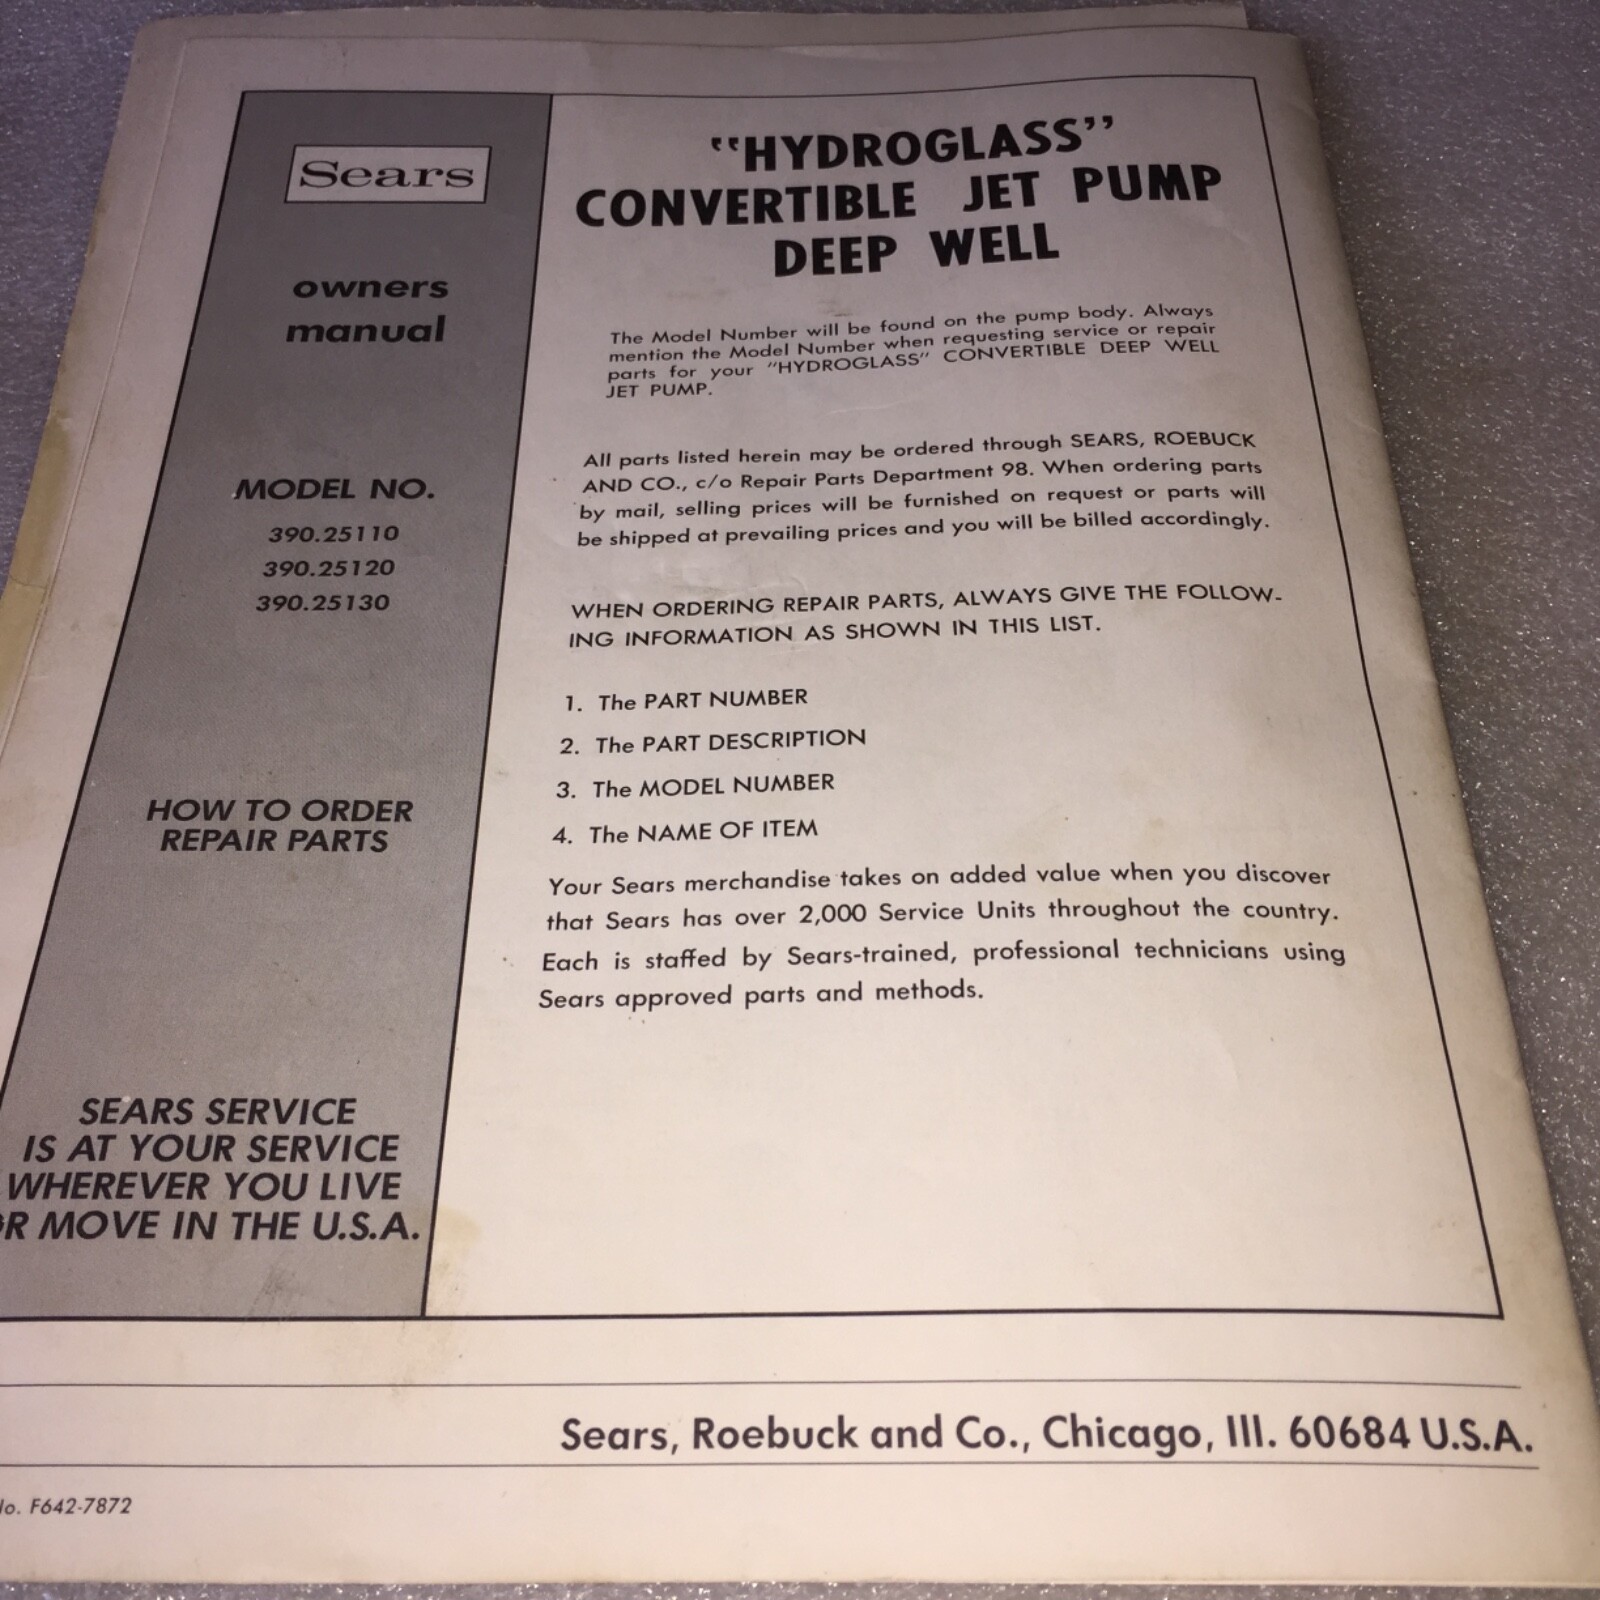 Sears
owners
manual
MODEL NO.
390.25110
390.25120
390.25130
HOW TO ORDER
REPAIR PARTS
SEARS SERVICE
IS AT YOUR SERVICE
WHEREVER YOU LIVE
OR MOVE IN THE U.S.A.
"HYDROGLASS"
CONVERTIBLE JET PUMP
DEEP WELL
The Model Number will be found on the pump body. Always
mention the Model Number when requesting service or repair
parts for your "HYDROGLASS" CONVERTIBLE DEEP WELL
JET PUMP.
All parts listed herein may be ordered through SEARS, ROEBUCK
AND CO., c/o Repair Parts Department 98. When ordering parts
by mail, selling prices will be furnished on request or parts will
be shipped at prevailing prices and you will be billed accordingly.
WHEN ORDERING REPAIR PARTS, ALWAYS GIVE THE FOLLOW-
ING INFORMATION AS SHOWN IN THIS LIST.
1. The PART NUMBER
2. The PART DESCRIPTION
3. The MODEL NUMBER
4. The NAME OF ITEM
Your Sears merchandise takes on added value when you discover
that Sears has over 2,000 Service Units throughout the country.
Each is staffed by Sears-trained, professional technicians using
Sears approved parts and methods.
Sears, Roebuck and Co., Chicago, Ill. 60684 U.S.A.
No. F642-7872